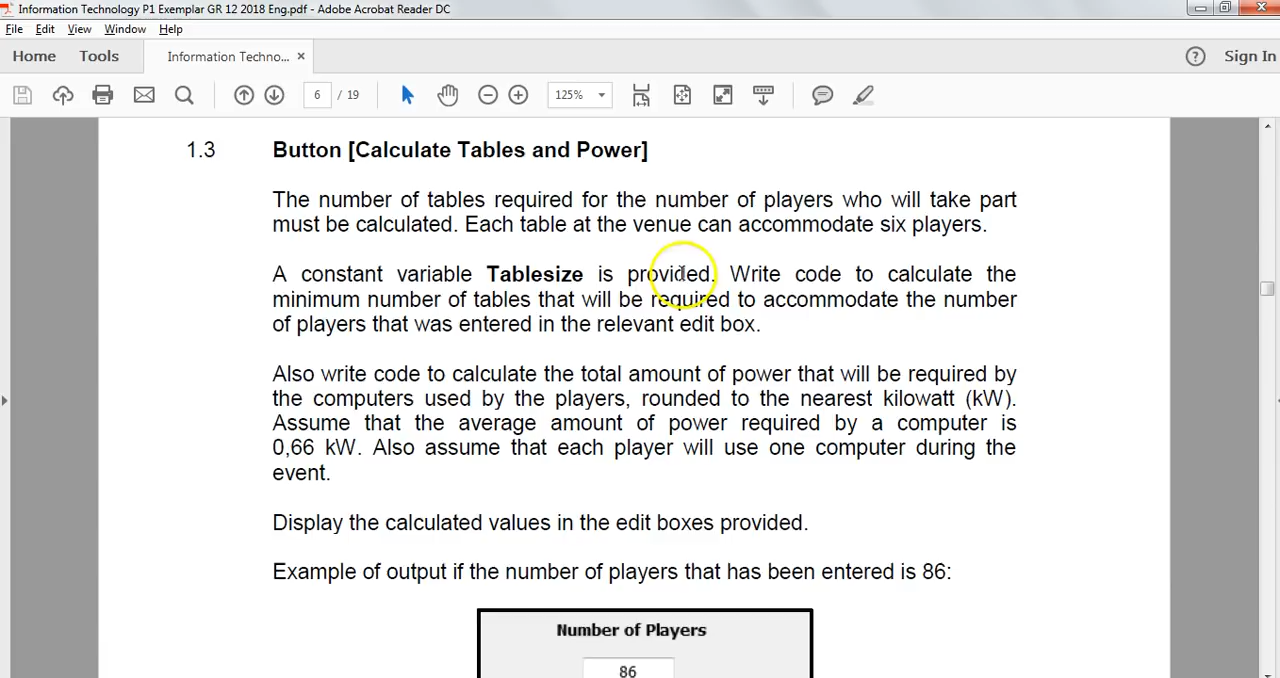 Information Technology P1 Exemplar GR 12 2018 Eng.pdf - Adobe Acrobat Reader DC
File Edit View Window Help
Home Tools Information Techno... × ? Sign In
6 / 19 125%
1.3 Button [Calculate Tables and Power]
The number of tables required for the number of players who will take part
must be calculated. Each table at the venue can accommodate six players.
A constant variable Tablesize is provided. Write code to calculate the
minimum number of tables that will be required to accommodate the number
of players that was entered in the relevant edit box.
Also write code to calculate the total amount of power that will be required by
the computers used by the players, rounded to the nearest kilowatt (kW).
Assume that the average amount of power required by a computer is
0,66 kW. Also assume that each player will use one computer during the
event.
Display the calculated values in the edit boxes provided.
Example of output if the number of players that has been entered is 86:
Number of Players
86